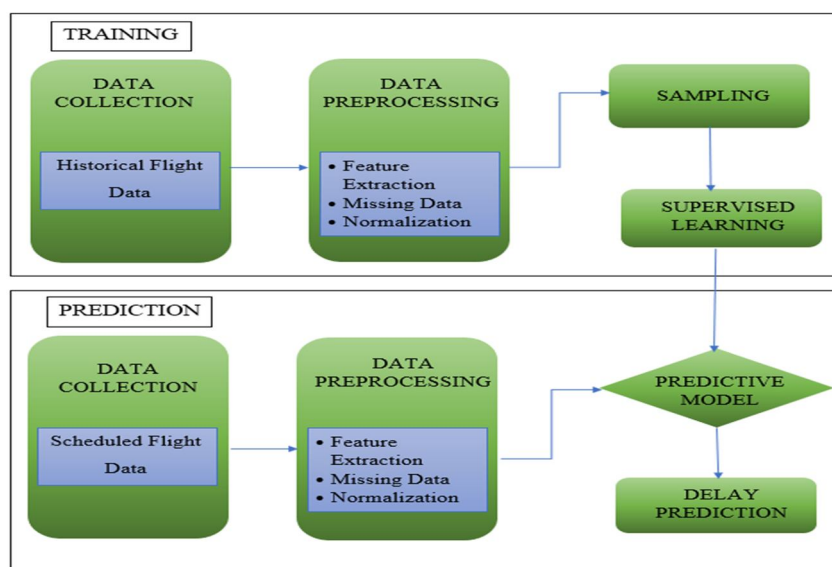 TRAINING
DATA
COLLECTION
Historical Flight
Data
DATA
PREPROCESSING
• Feature
Extraction
• Missing Data
• Normalization
SAMPLING
SUPERVISED
LEARNING
PREDICTION
DATA
COLLECTION
Scheduled Flight
Data
DATA
PREPROCESSING
• Feature
Extraction
• Missing Data
• Normalization
PREDICTIVE
MODEL
DELAY
PREDICTION